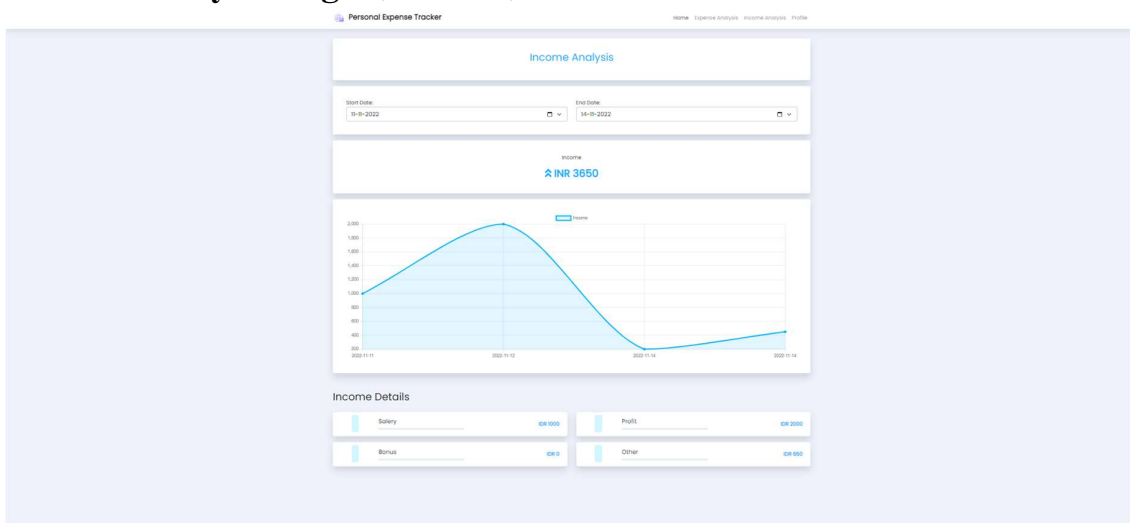 Personal Expense Tracker
Home Expense Analysis Income Analysis Profile
Income Analysis
Start Date:
End Date:
11-11-2022
14-11-2022
Income
INR 3650
Income
2,000
1,800
1,600
1,400
1,200
1,000
800
600
400
200
2022-11-11
2022-11-12
2022-11-14
2022-11-14
Income Details
Salery
IDR 1000
Profit
IDR 2000
Bonus
IDR 0
Other
IDR 650